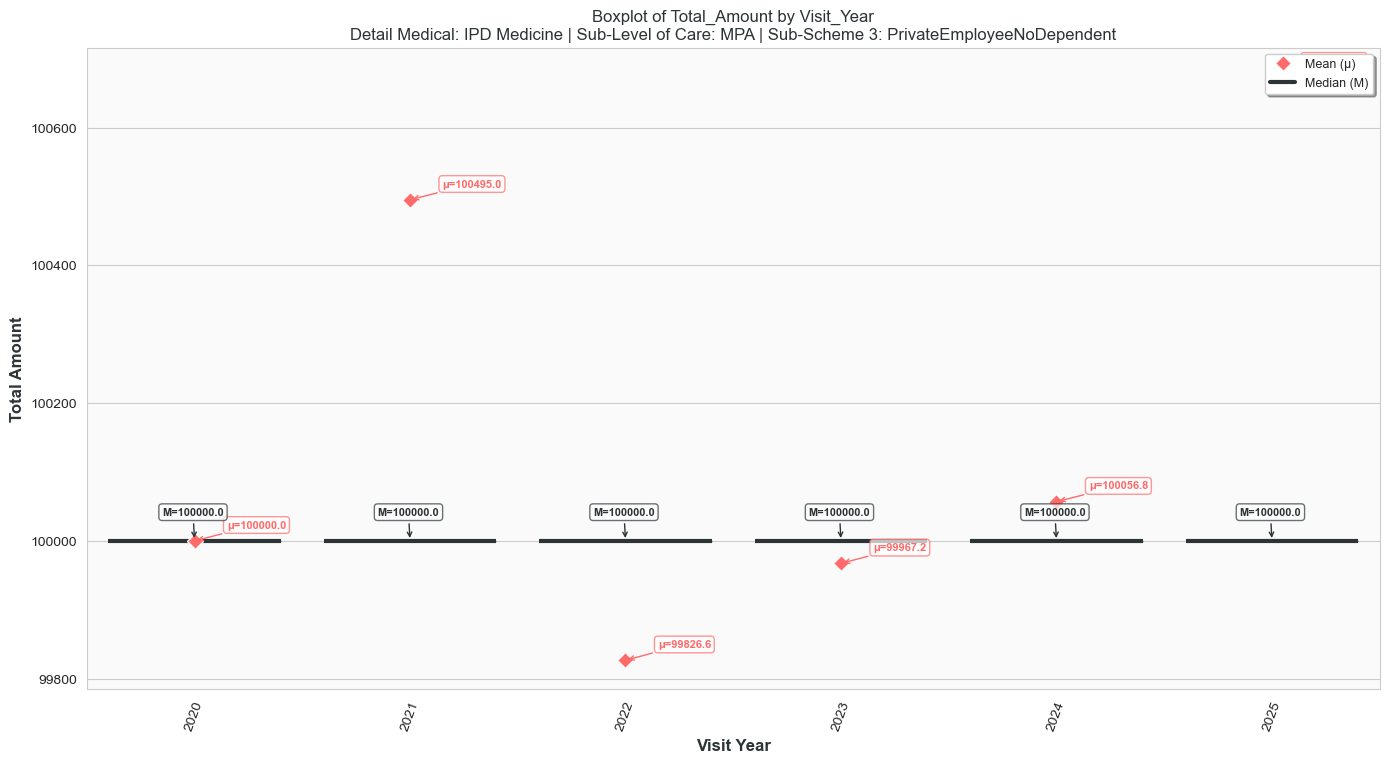 Boxplot of Total_Amount by Visit_Year
Detail Medical: IPD Medicine | Sub-Level of Care: MPA | Sub-Scheme 3: PrivateEmployeeNoDependent
Mean (μ)
Median (M)
Total Amount
100600
100400
100200
100000
99800
μ=100495.0
μ=100056.8
M=100000.0
M=100000.0
M=100000.0
M=100000.0
M=100000.0
M=100000.0
μ=100000.0
μ=99967.2
μ=99826.6
2020
2021
2022
2023
2024
2025
Visit Year